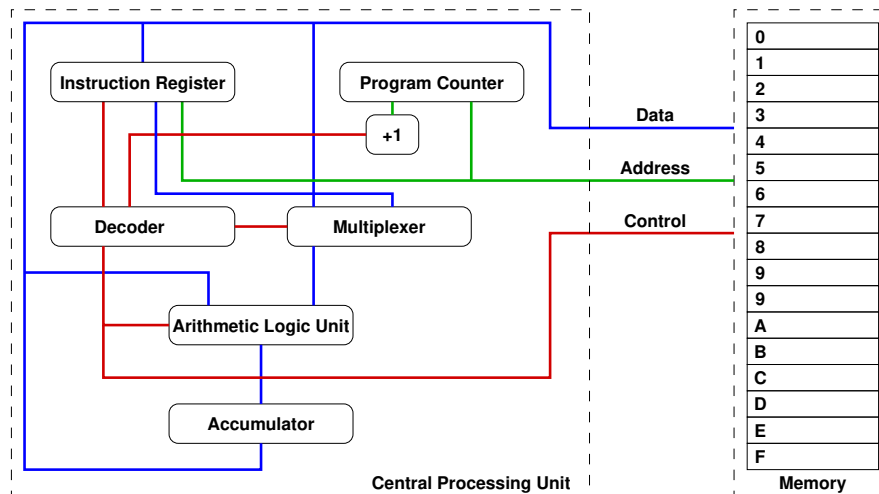 Instruction Register
Program Counter
+1
Decoder
Multiplexer
Arithmetic Logic Unit
Accumulator
Central Processing Unit
Data
Address
Control
0
1
2
3
4
5
6
7
8
9
9
A
B
C
D
E
F
Memory